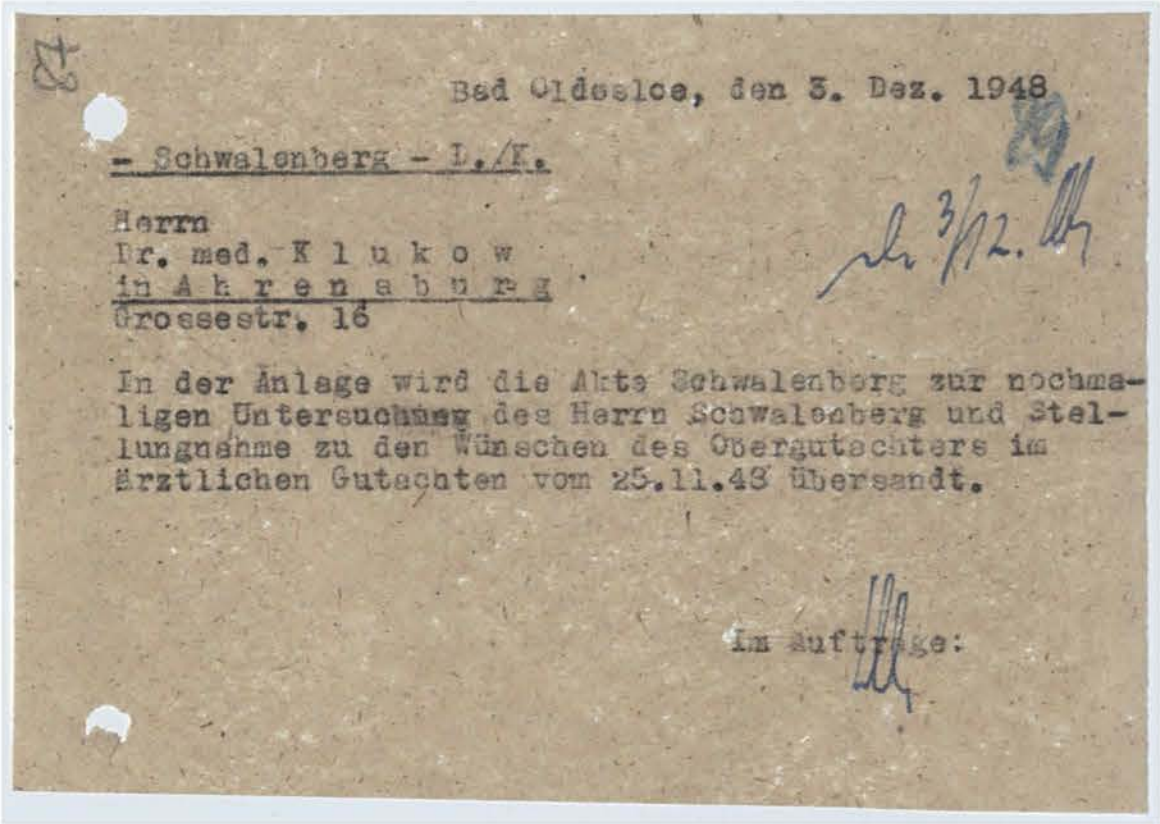 Bad Oldesloe, den 3. Dez. 1948
- Schwalenberg - L./K.
Herrn
Dr. med. K l u k o w
in A h r e n s b u r g
Grossestr. 16
3/12.
In der Anlage wird die Akte Schwalenberg zur nochma-
ligen Untersuchung des Herrn Schwalenberg und Stel-
lungnahme zu den Wünschen des Obergutachters im
ärztlichen Gutachten vom 25.11.48 übersandt.
Im Auftrage: